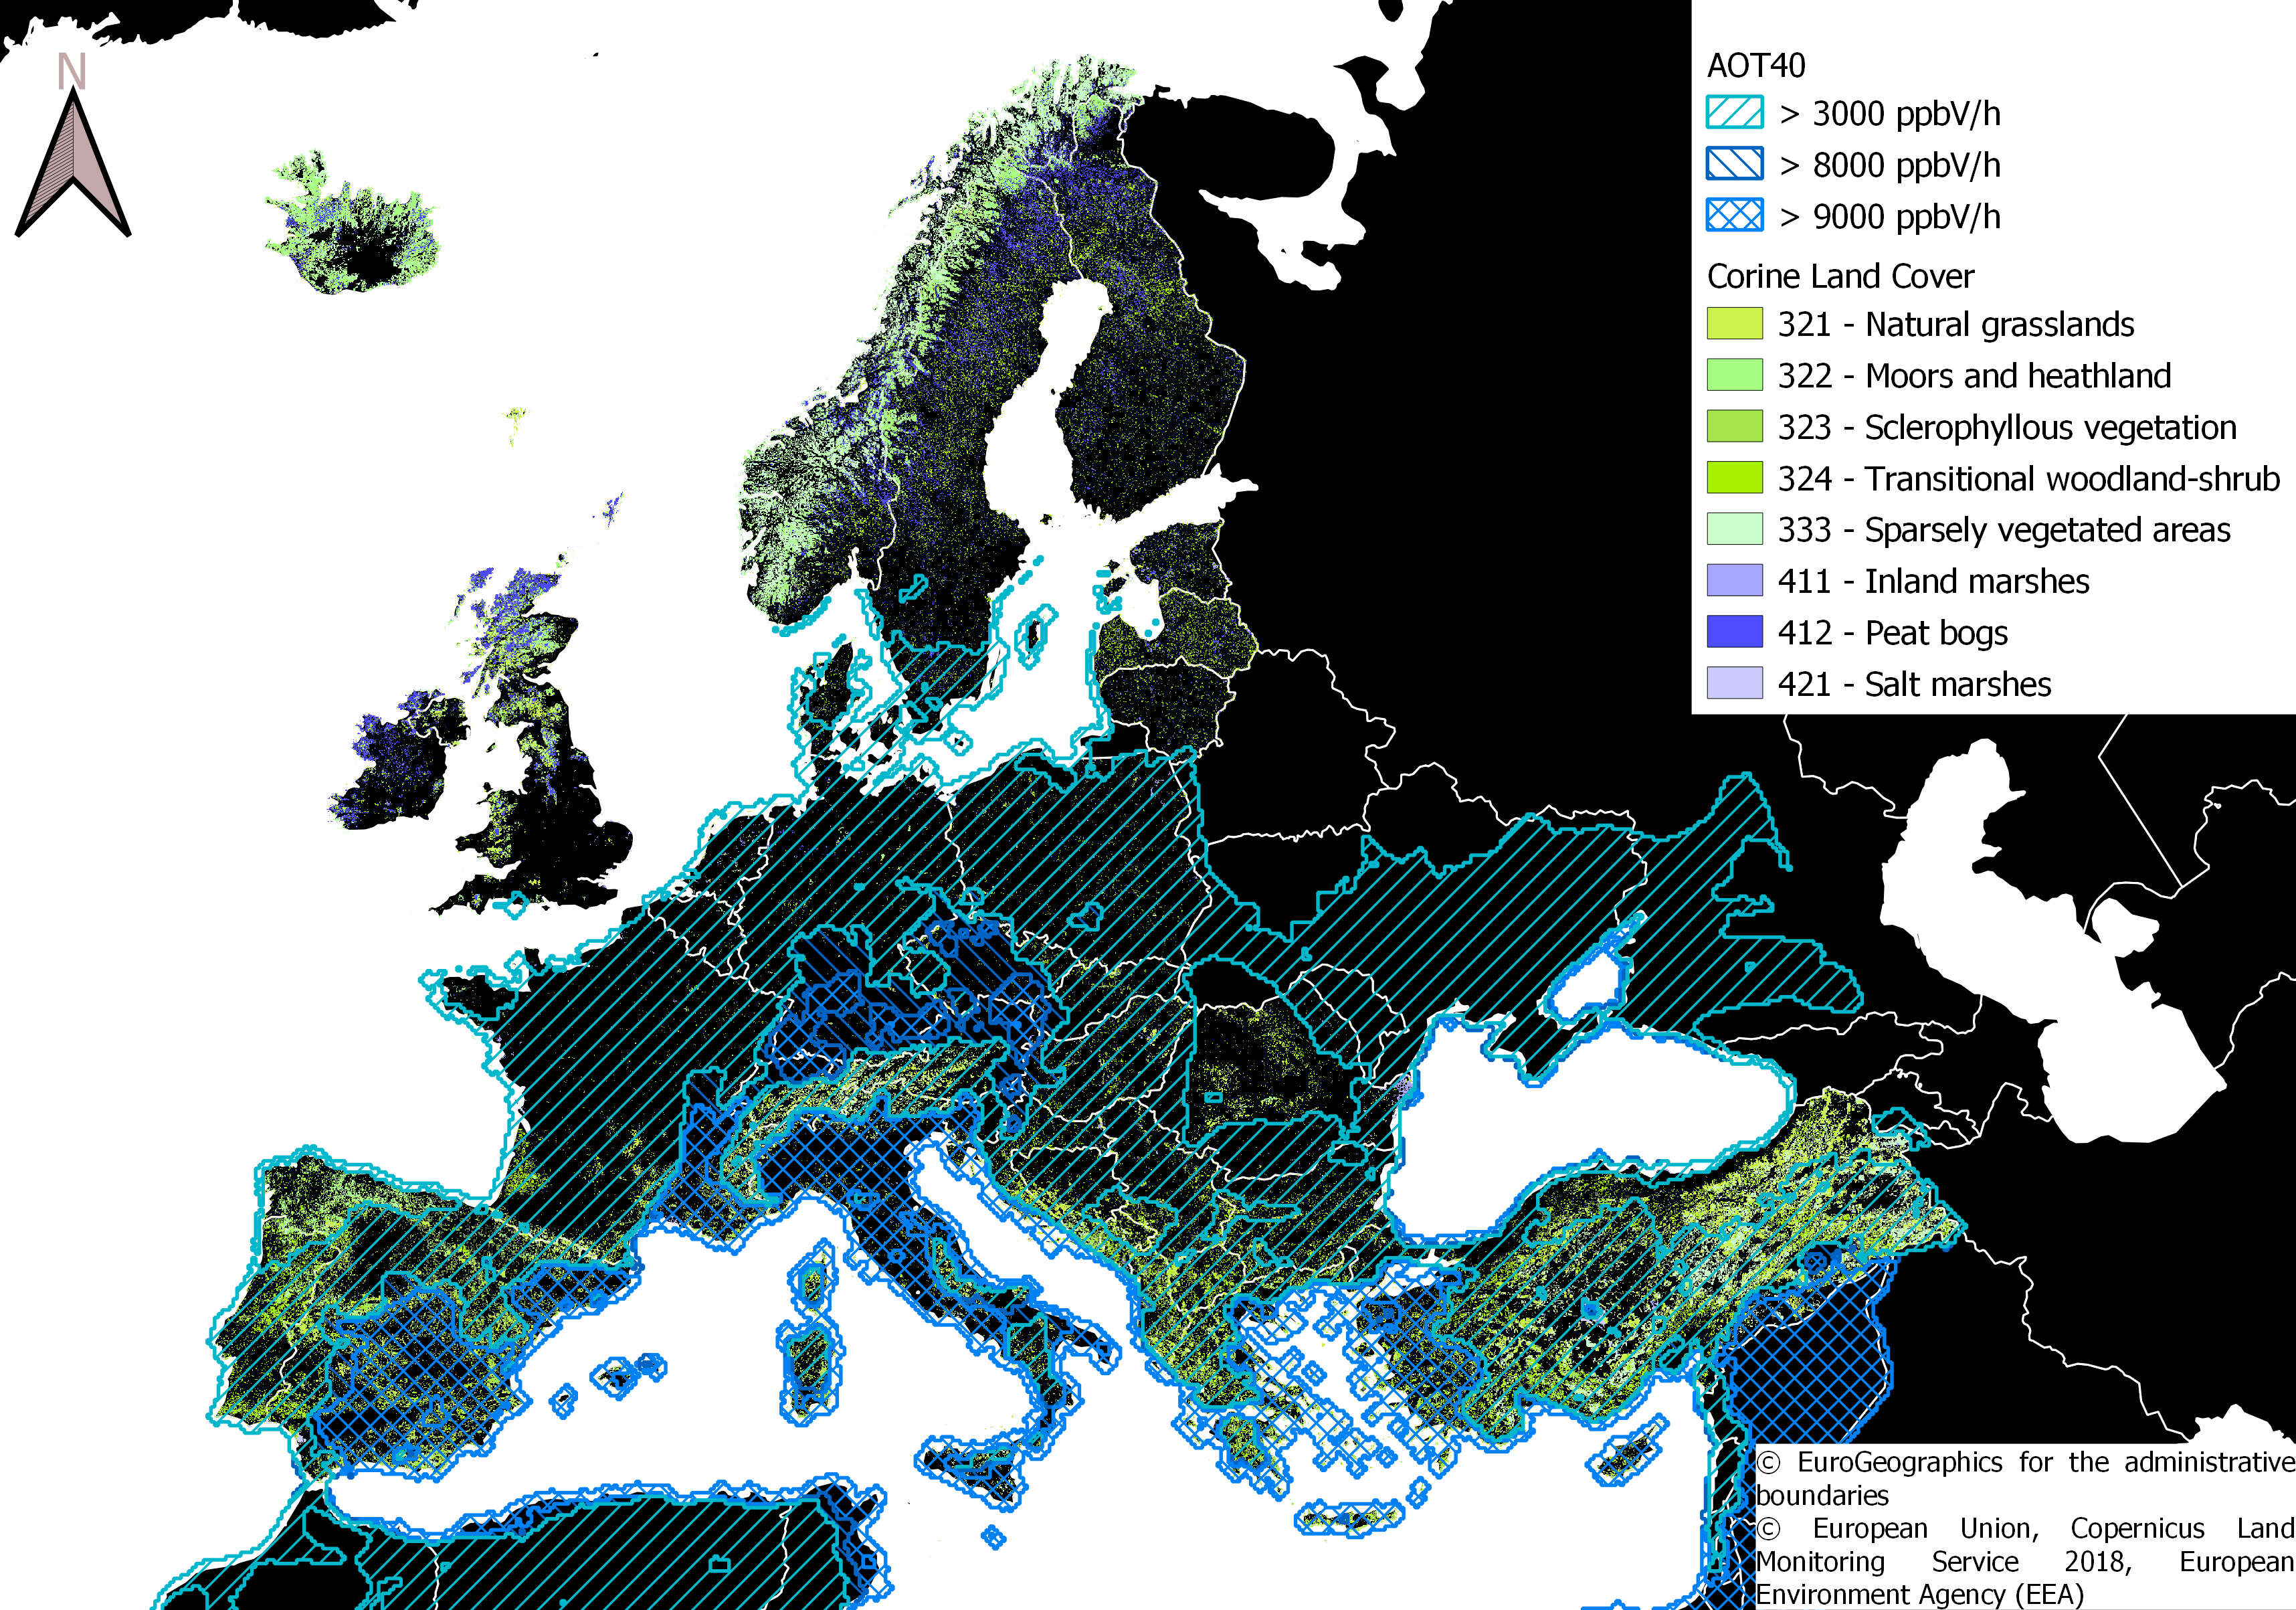 N
AOT40
> 3000 ppbV/h
> 8000 ppbV/h
> 9000 ppbV/h
Corine Land Cover
321 - Natural grasslands
322 - Moors and heathland
323 - Sclerophyllous vegetation
324 - Transitional woodland-shrub
333 - Sparsely vegetated areas
411 - Inland marshes
412 - Peat bogs
421 - Salt marshes
© EuroGeographics for the administrative
boundaries
© European Union, Copernicus Land
Monitoring Service 2018, European
Environment Agency (EEA)